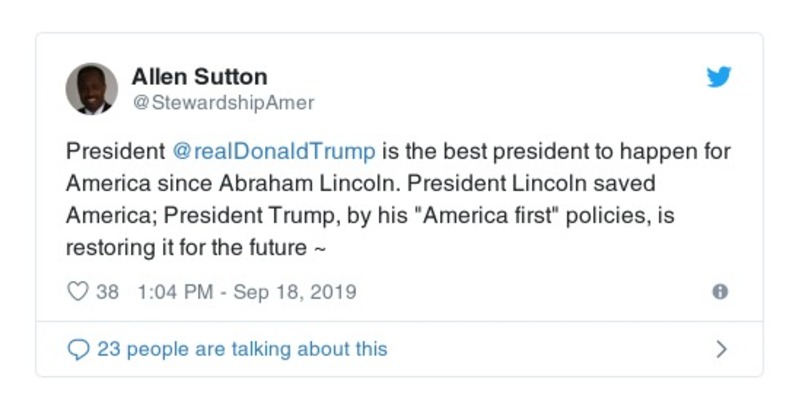 Allen Sutton
@StewardshipAmer
President @realDonaldTrump is the best president to happen for
America since Abraham Lincoln. President Lincoln saved
America; President Trump, by his "America first" policies, is
restoring it for the future ~
38 1:04 PM - Sep 18, 2019
23 people are talking about this